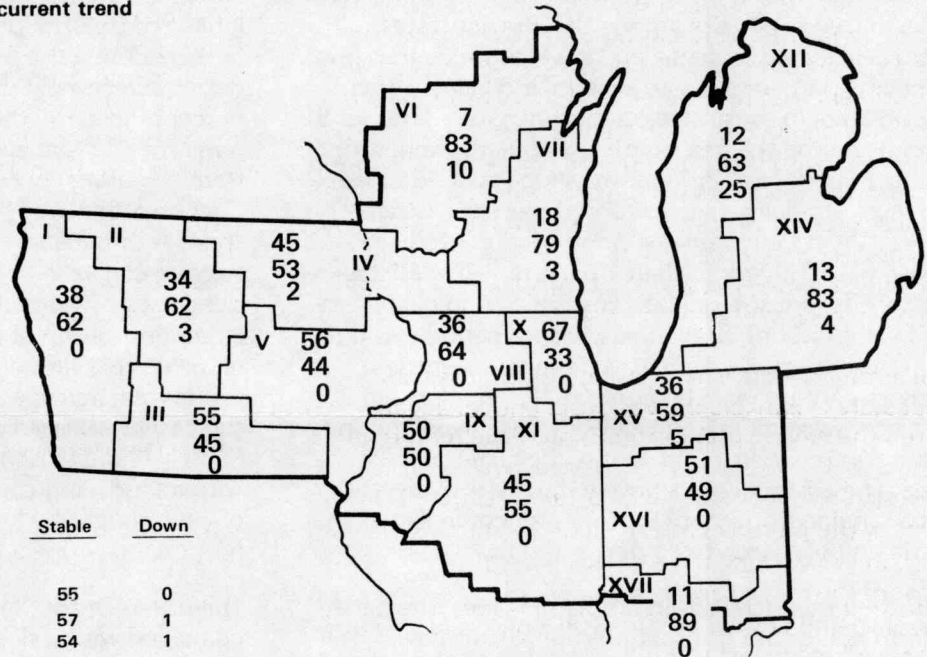 current trend
XII
VI
7
83
10
VII
12
63
25
XIV
18
79
3
I
II
38
62
0
34
62
3
45
53
2
IV
13
83
4
V
56
44
0
36
64
0
VIII
X
67
33
0
III
55
45
0
50
50
0
IX
XI
45
55
0
XV
36
59
5
XVI
51
49
0
XVII
11
89
0
Stable Down
55 0
57 1
54